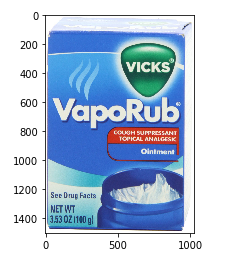 0
200
400
600
800
1000
1200
1400
0
500
1000
VICKS®
VapoRub®
COUGH SUPPRESSANT
TOPICAL ANALGESIC
Ointment
See Drug Facts
NET WT
3.53 OZ (100 g)